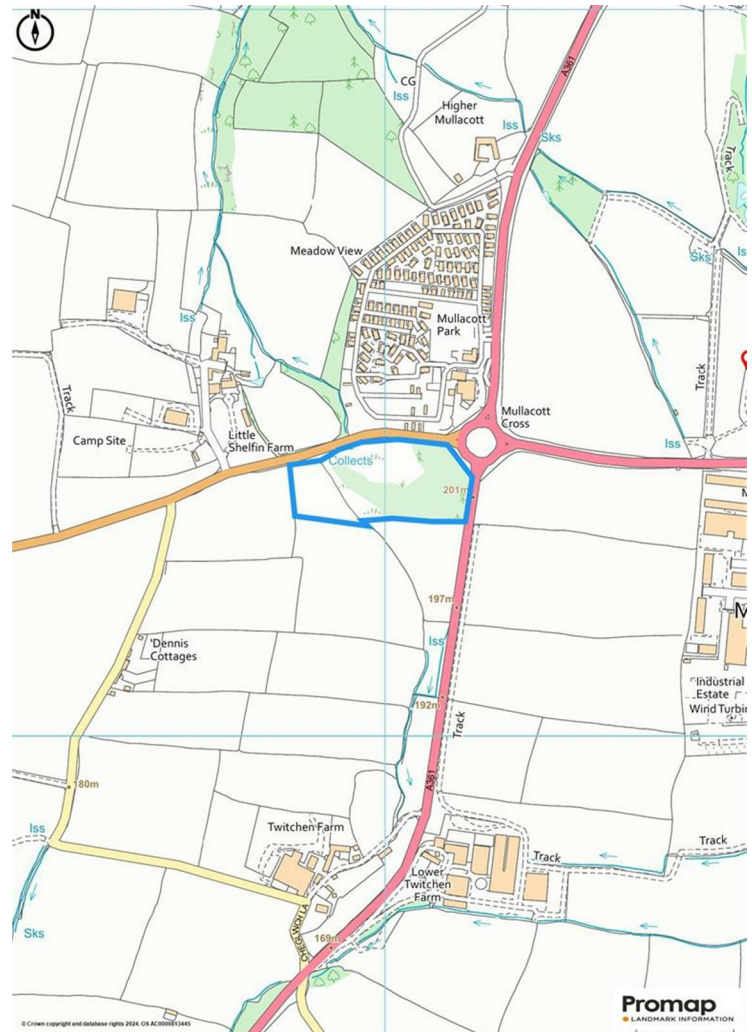 N
CG
Iss
Higher
Mullacott
Iss
A361
Sks
Track
Meadow View
Sks
Iss
Mullacott
Park
Track
Track
Mullacott
Cross
Camp Site
Little
Shelfin Farm
Collects
Iss
201m
197m
Iss
'Dennis
Cottages
Industrial
Estate
Wind Turbin
192m
Track
180m
A361
Iss
Twitchen Farm
Track
Track
Lower
Twitchen
Farm
Sks
169m
Promap
LANDMARK INFORMATION
© Crown copyright and database rights 2024. OS AC0000813445